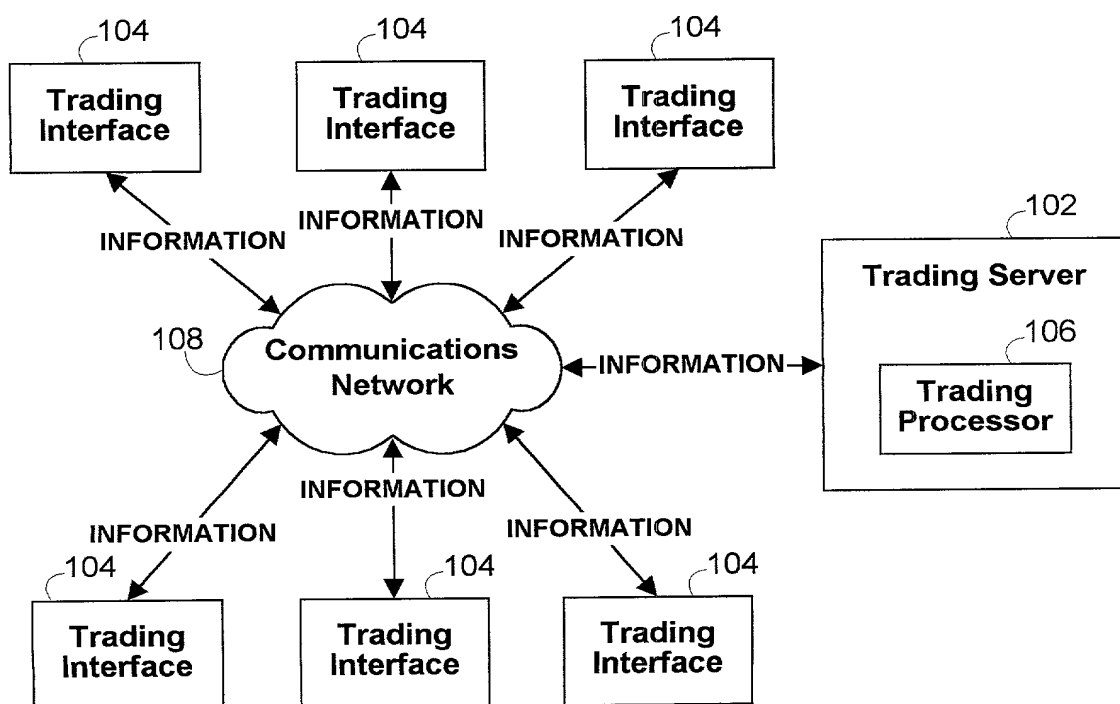 104
104
104
Trading
Interface
Trading
Interface
Trading
Interface
INFORMATION
INFORMATION
INFORMATION
102
Trading Server
106
Trading
Processor
108
Communications
Network
INFORMATION
INFORMATION
INFORMATION
INFORMATION
104
104
104
Trading
Interface
Trading
Interface
Trading
Interface